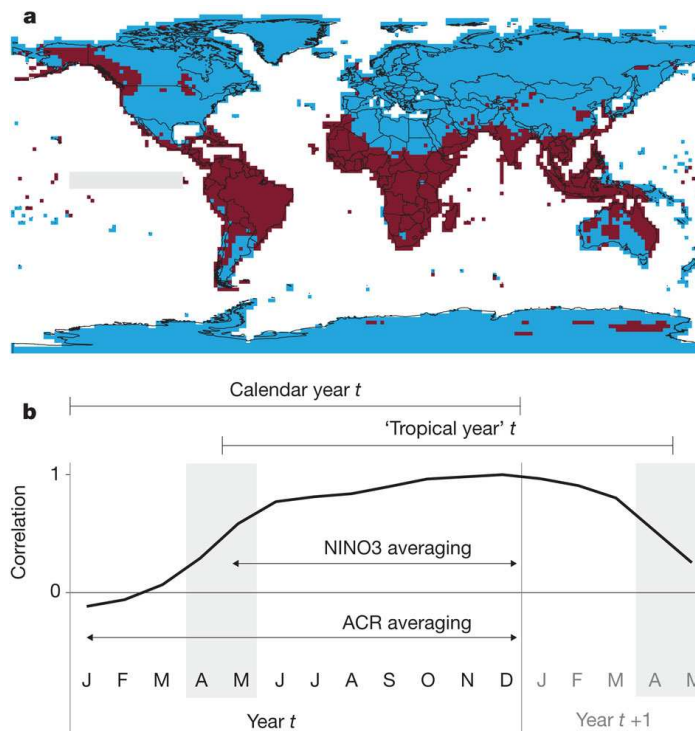 a
Calendar year t
b
'Tropical year' t
1
Correlation
NINO3 averaging
0
ACR averaging
J F M A M J J A S O N D J F M A M
Year t
Year t +1